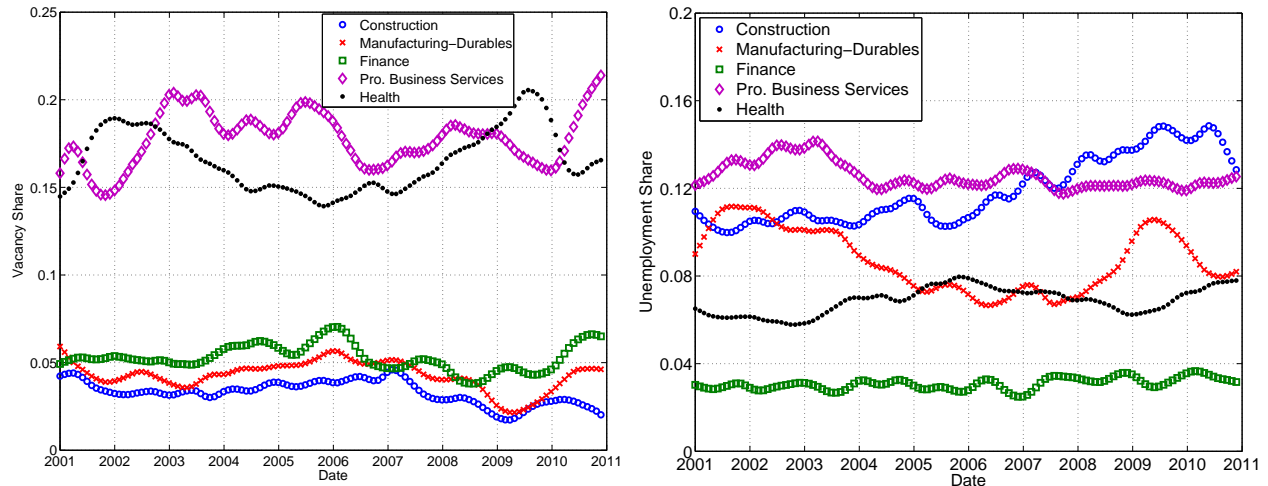 0.25
0.2
0.15
0.1
0.05
0
Vacancy Share
Construction
Manufacturing−Durables
Finance
Pro. Business Services
Health
2001 2002 2003 2004 2005 2006 2007 2008 2009 2010 2011
Date
0.2
0.16
0.12
0.08
0.04
0
Unemployment Share
Construction
Manufacturing−Durables
Finance
Pro. Business Services
Health
2001 2002 2003 2004 2005 2006 2007 2008 2009 2010 2011
Date